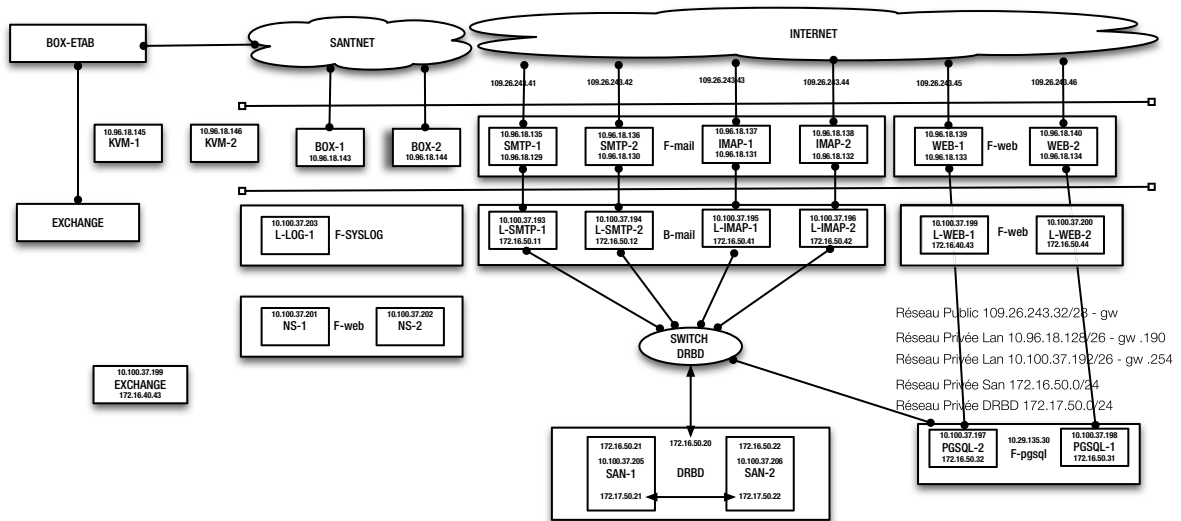 BOX-ETAB
SANTNET
INTERNET
109.26.243.41
109.26.243.42
109.26.243.43
109.26.243.44
109.26.243.45
109.26.243.46
10.96.18.145
KVM-1
10.96.18.146
KVM-2
BOX-1
10.96.18.143
BOX-2
10.96.18.144
10.96.18.135
SMTP-1
10.96.18.129
10.96.18.136
SMTP-2
10.96.18.130
F-mail
10.96.18.137
IMAP-1
10.96.18.131
10.96.18.138
IMAP-2
10.96.18.132
10.96.18.139
WEB-1
10.96.18.133
F-web
10.96.18.140
WEB-2
10.96.18.134
EXCHANGE
10.100.37.203
L-LOG-1
F-SYSLOG
10.100.37.193
L-SMTP-1
172.16.50.11
10.100.37.194
L-SMTP-2
172.16.50.12
B-mail
10.100.37.195
L-IMAP-1
172.16.50.41
10.100.37.196
L-IMAP-2
172.16.50.42
10.100.37.199
L-WEB-1
172.16.40.43
F-web
10.100.37.200
L-WEB-2
172.16.50.44
10.100.37.201
NS-1
F-web
10.100.37.202
NS-2
SWITCH
DRBD
Réseau Public 109.26.243.32/28 - gw
Réseau Privée Lan 10.96.18.128/26 - gw .190
Réseau Privée Lan 10.100.37.192/26 - gw .254
Réseau Privée San 172.16.50.0/24
Réseau Privée DRBD 172.17.50.0/24
10.100.37.199
EXCHANGE
172.16.40.43
172.16.50.21
10.100.37.205
SAN-1
172.17.50.21
172.16.50.20
DRBD
172.16.50.22
10.100.37.206
SAN-2
172.17.50.22
10.100.37.197
PGSQL-2
172.16.50.32
10.29.135.30
F-pgsql
10.100.37.198
PGSQL-1
172.16.50.31